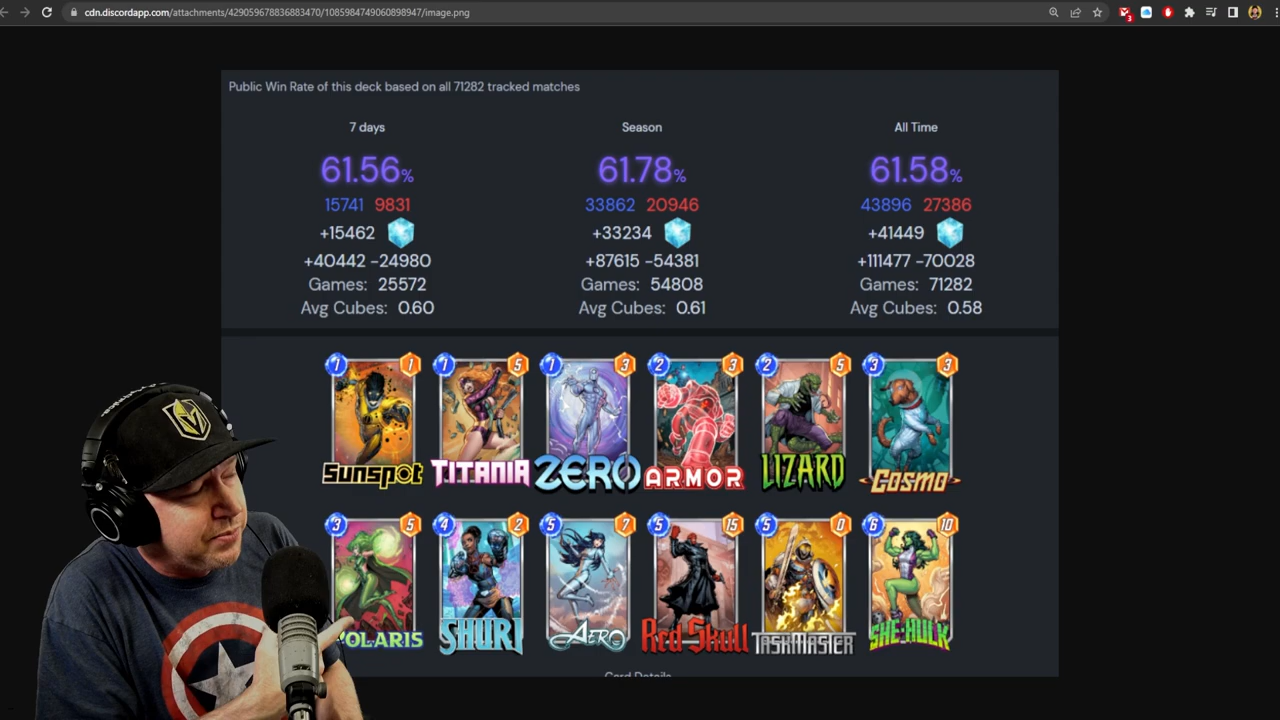 cdn.discordapp.com/attachments/429059678836883470/1085984749060898947/image.png
3
Public Win Rate of this deck based on all 71282 tracked matches
7 days Season All Time
61.56% 61.78% 61.58%
15741 9831 33862 20946 43896 27386
+15462 +33234 +41449
+40442 -24980 +87615 -54381 +111477 -70028
Games: 25572 Games: 54808 Games: 71282
Avg Cubes: 0.60 Avg Cubes: 0.61 Avg Cubes: 0.58
1 1 1 5 1 3 2 3 2 5 3 3
SUNSPOT TITANIA ZERO ARMOR LIZARD COSMO
3 5 4 2 5 7 5 15 5 0 6 10
POLARIS SHURI AERO Red Skull TASKMASTER SHE-HULK